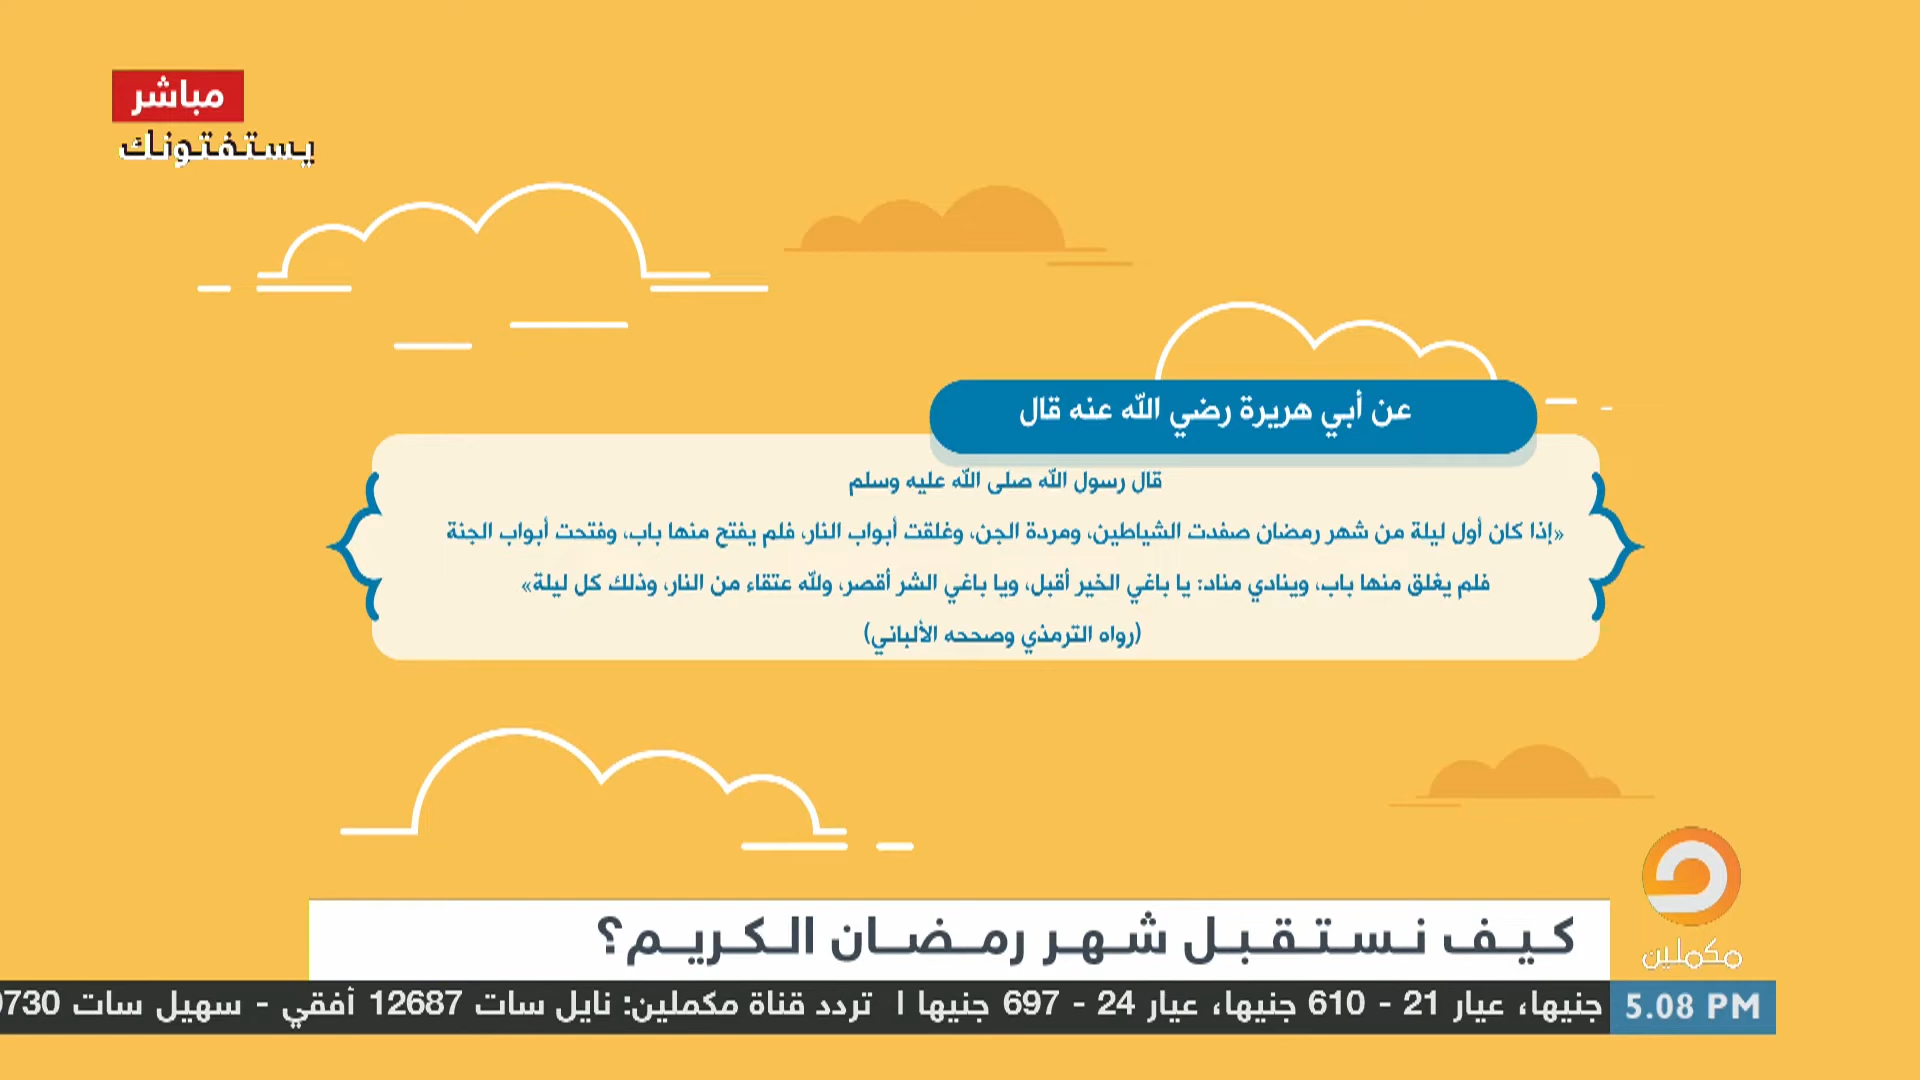 مباشر
يستفتونك
عن أبي هريرة رضي الله عنه قال
قال رسول الله صلى الله عليه وسلم
«إذا كان أول ليلة من شهر رمضان صفدت الشياطين، ومردة الجن، وغلقت أبواب النار، فلم يفتح منها باب، وفتحت أبواب الجنة
فلم يغلق منها باب، وينادي مناد: يا باغي الخير أقبل، ويا باغي الشر أقصر، ولله عتقاء من النار، وذلك كل ليلة»
(رواه الترمذي وصححه الألباني)
مكملين
كيف نستقبل شهر رمضان الكريم؟
5.08 PM
جنيها، عيار 21 - 610 جنيها، عيار 24 - 697 جنيها | تردد قناة مكملين: نايل سات 12687 أفقي - سهيل سات